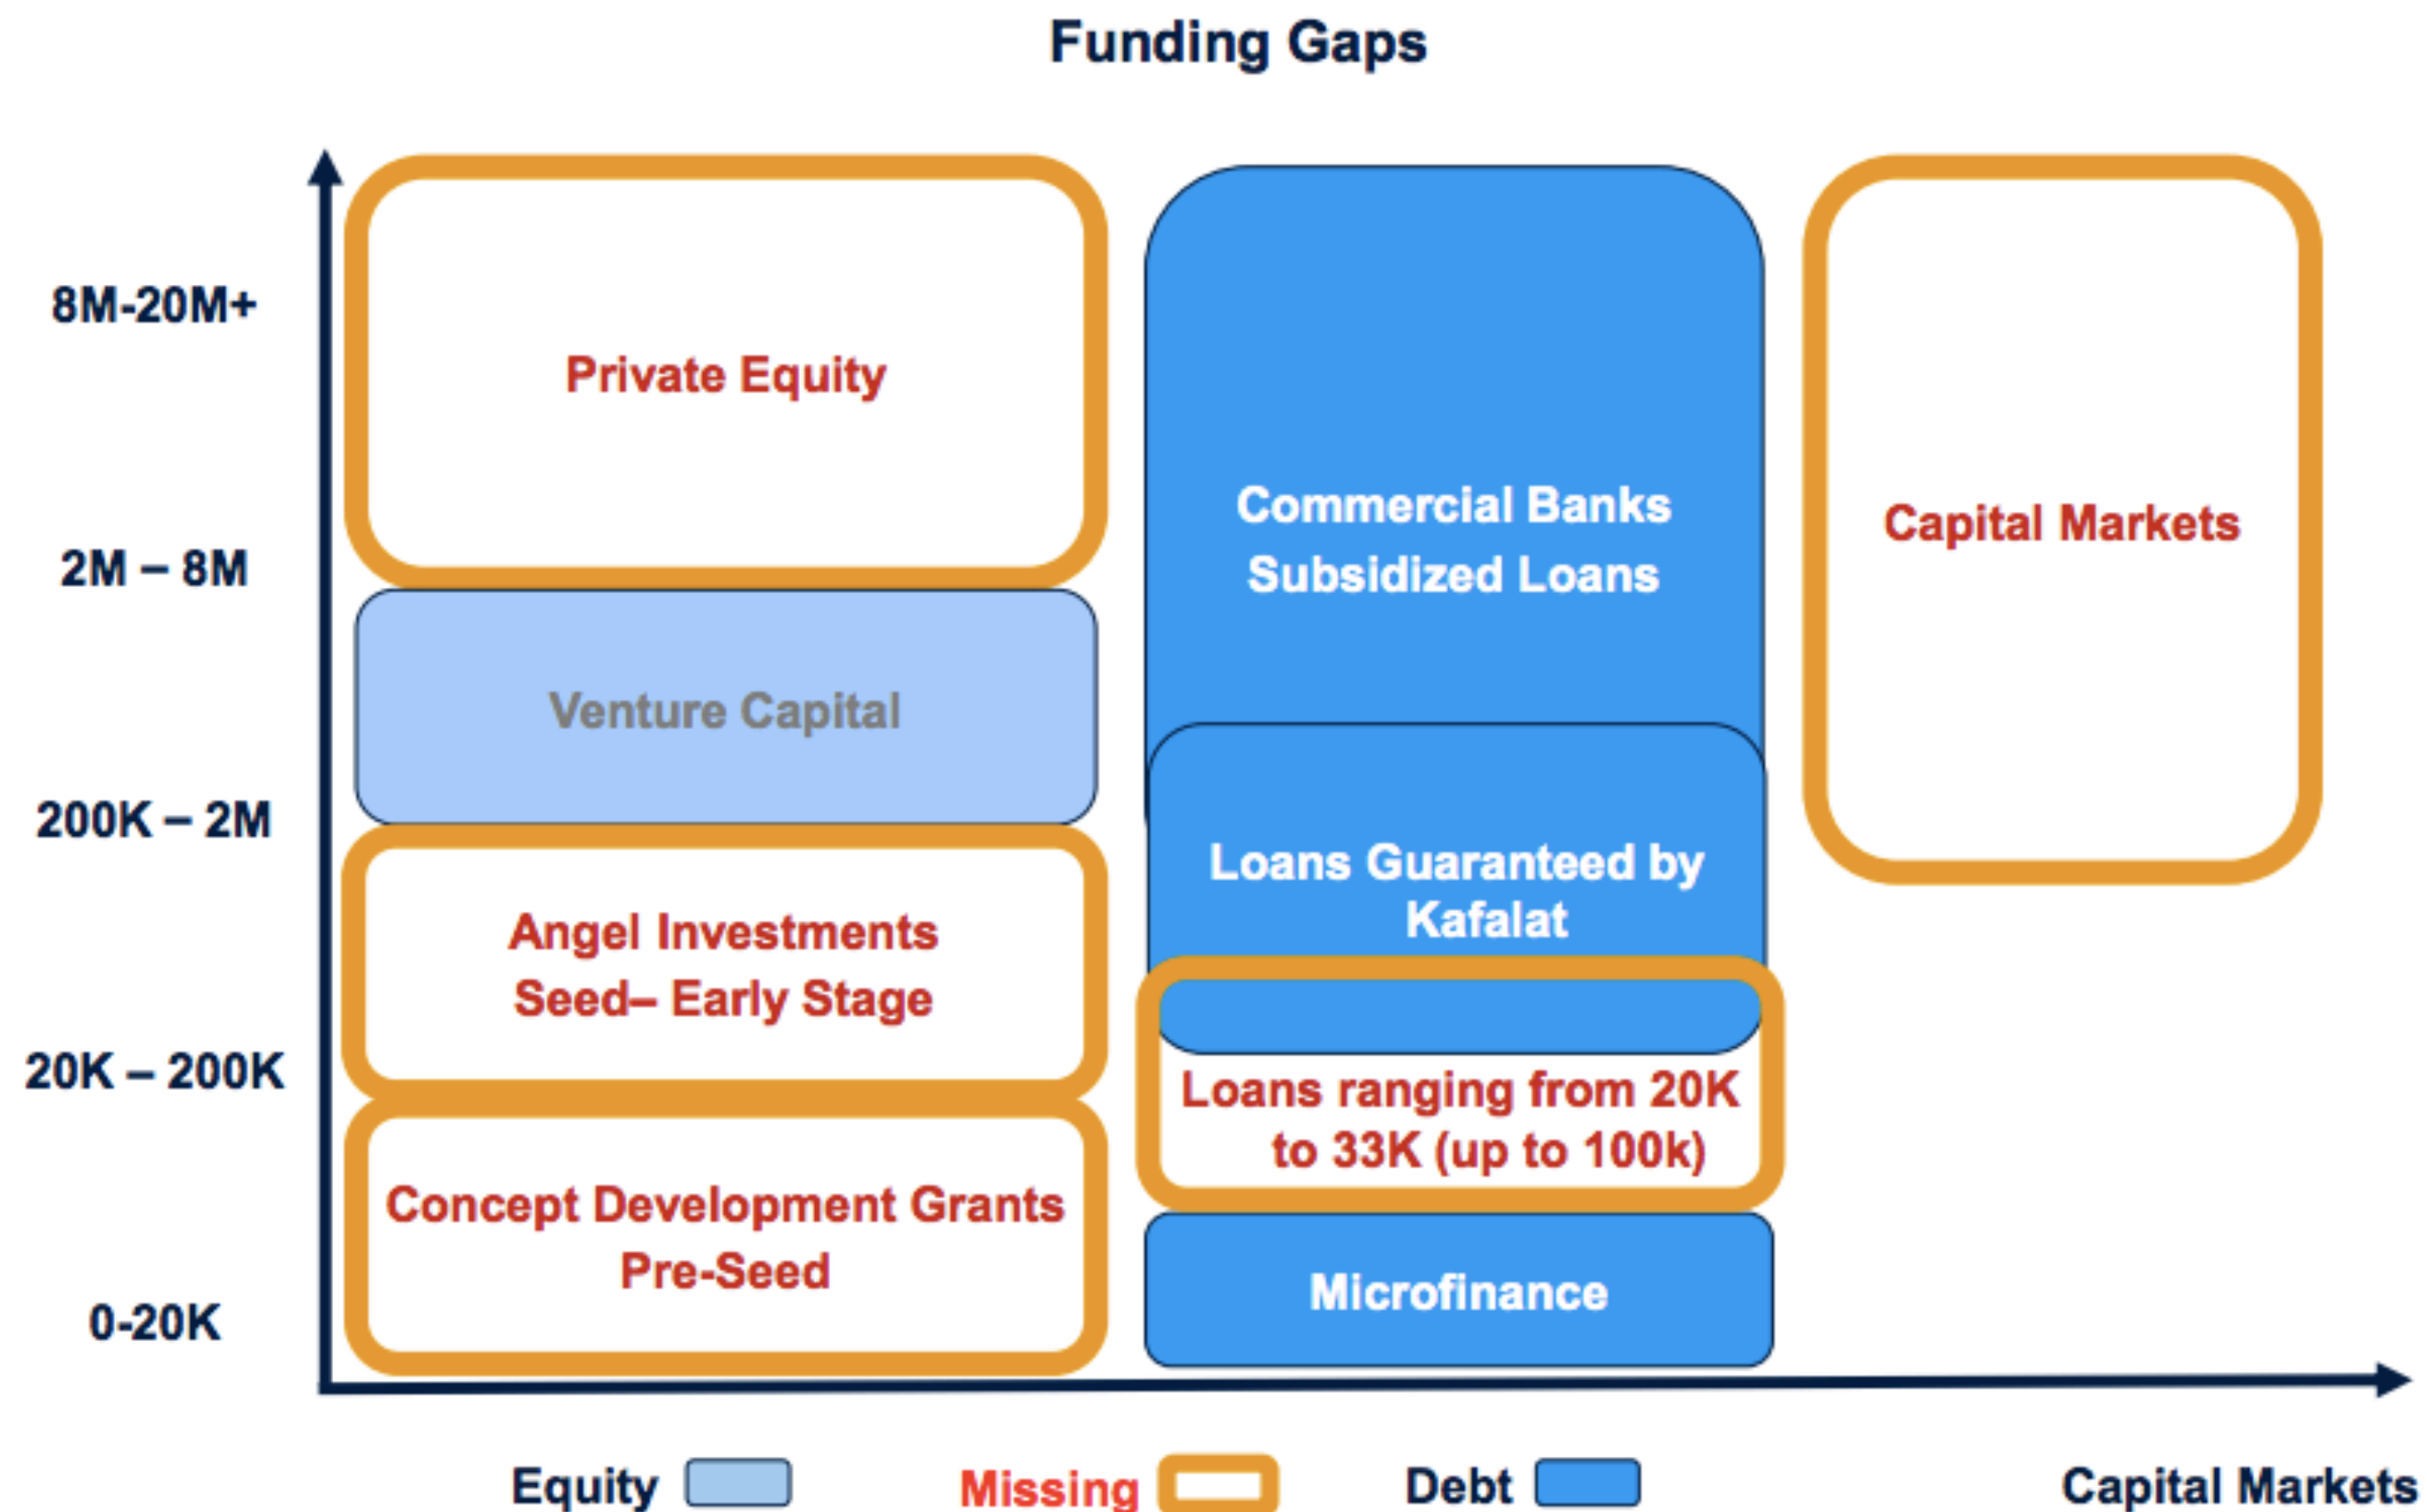 Funding Gaps
8M-20M+
2M – 8M
200K – 2M
20K – 200K
0-20K
Private Equity
Venture Capital
Angel Investments
Seed– Early Stage
Concept Development Grants
Pre-Seed
Commercial Banks
Subsidized Loans
Loans Guaranteed by
Kafalat
Loans ranging from 20K
to 33K (up to 100k)
Microfinance
Capital Markets
Equity
Missing
Debt
Capital Markets